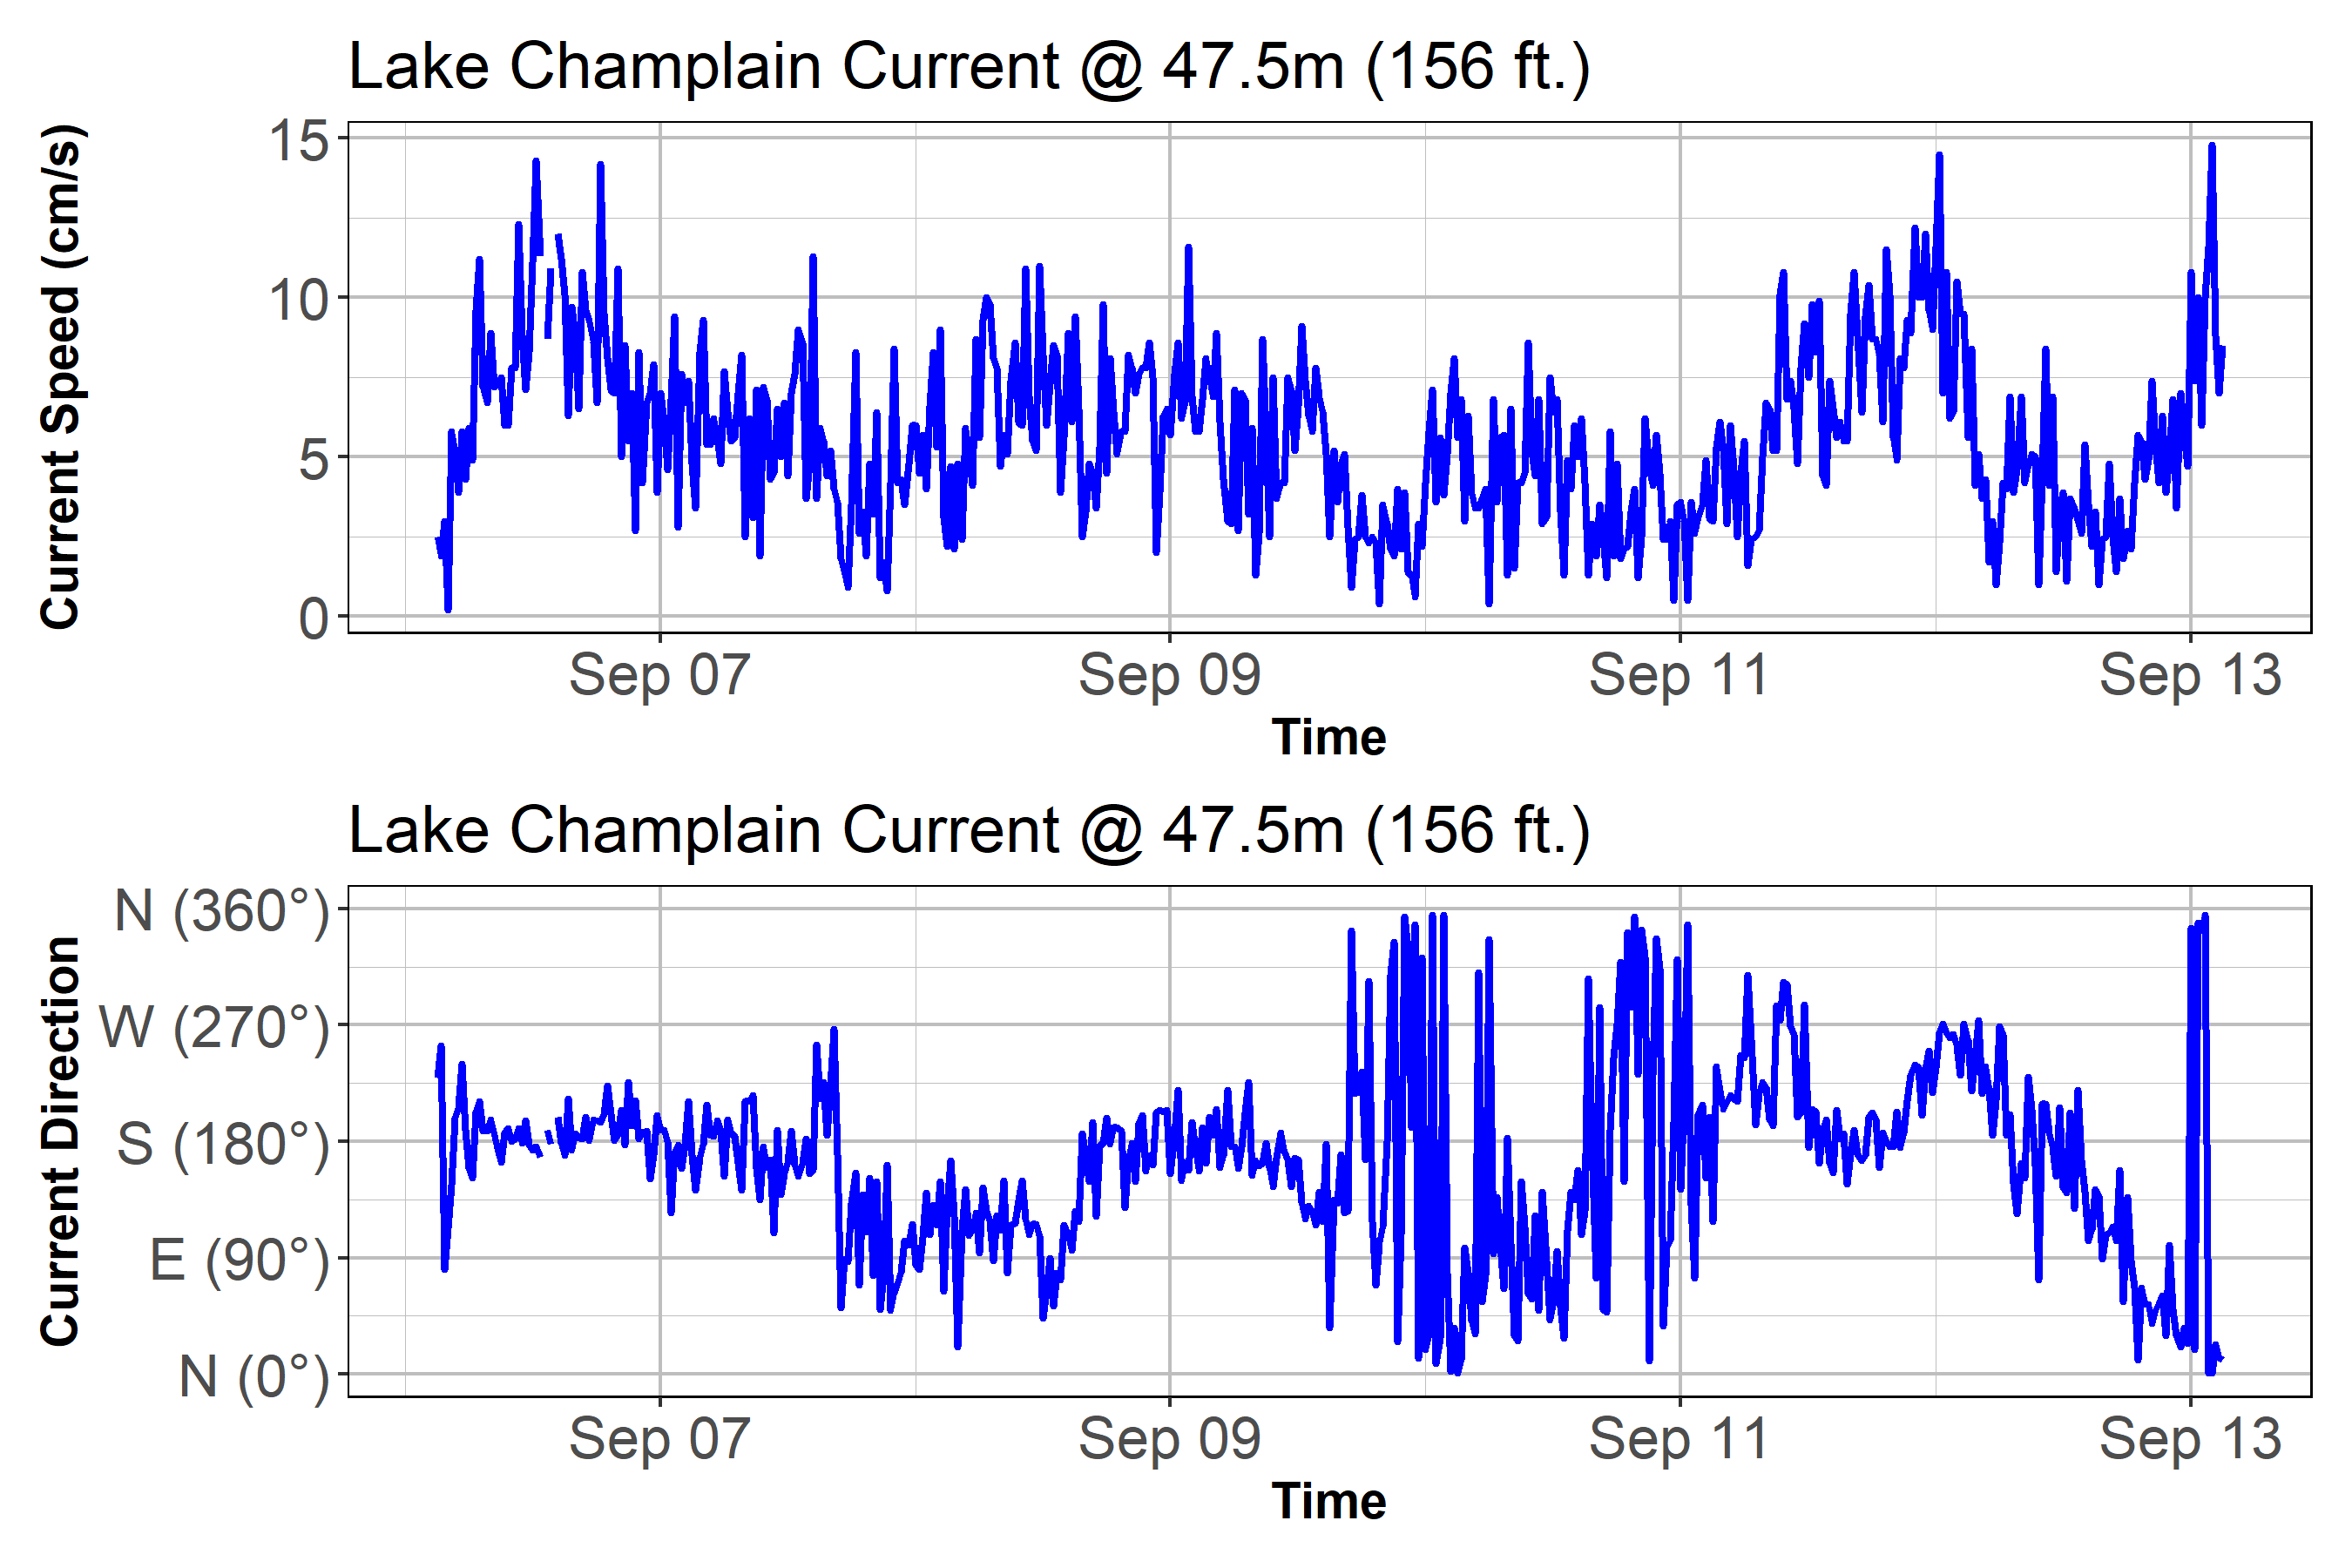 Lake Champlain Current @ 47.5m (156 ft.)
Current Speed (cm/s)
15
10
5
0
Sep 07 Sep 09 Sep 11 Sep 13
Time
Lake Champlain Current @ 47.5m (156 ft.)
Current Direction
N (360°)
W (270°)
S (180°)
E (90°)
N (0°)
Sep 07 Sep 09 Sep 11 Sep 13
Time